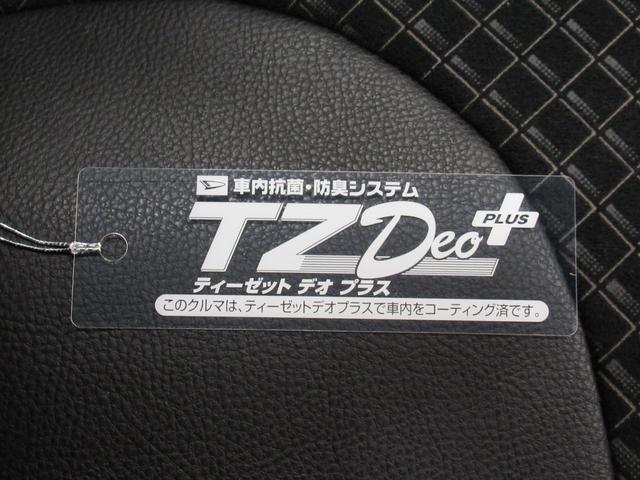 車内抗菌・防臭システム
TZ Deo PLUS
ティーゼット デオ プラス
このクルマは、ティーゼットデオプラスで車内をコーティング済です。